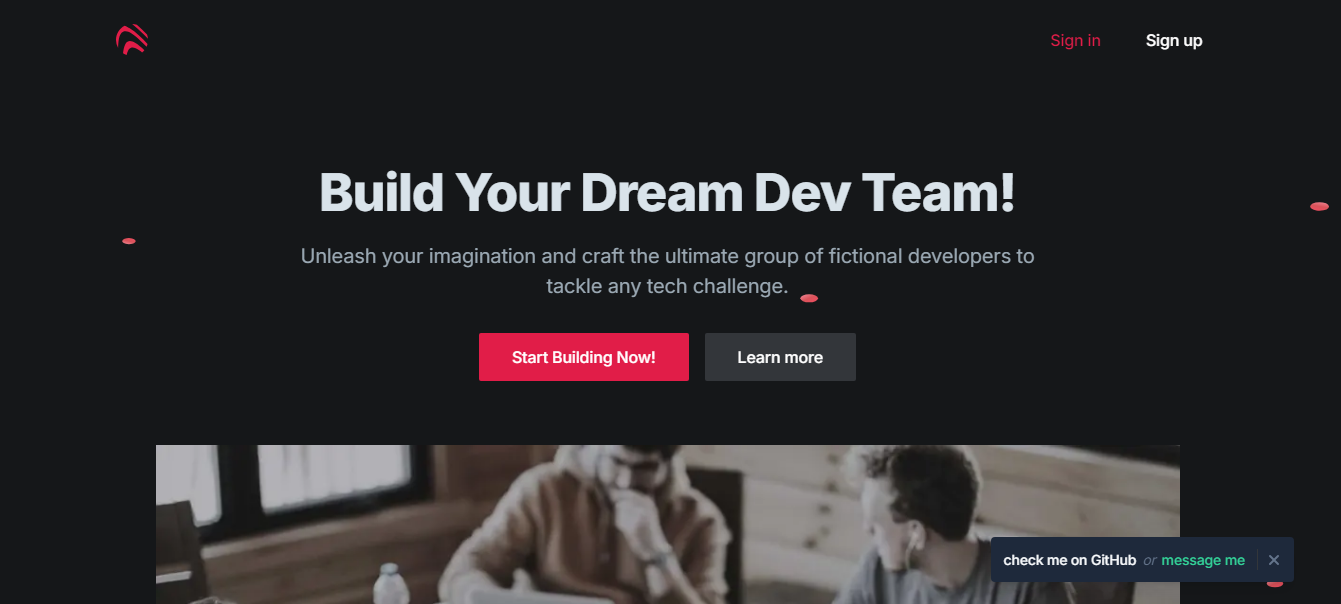 Sign in
Sign up
Build Your Dream Dev Team!
Unleash your imagination and craft the ultimate group of fictional developers to
tackle any tech challenge.
Start Building Now!
Learn more
check me on GitHub or message me ✕